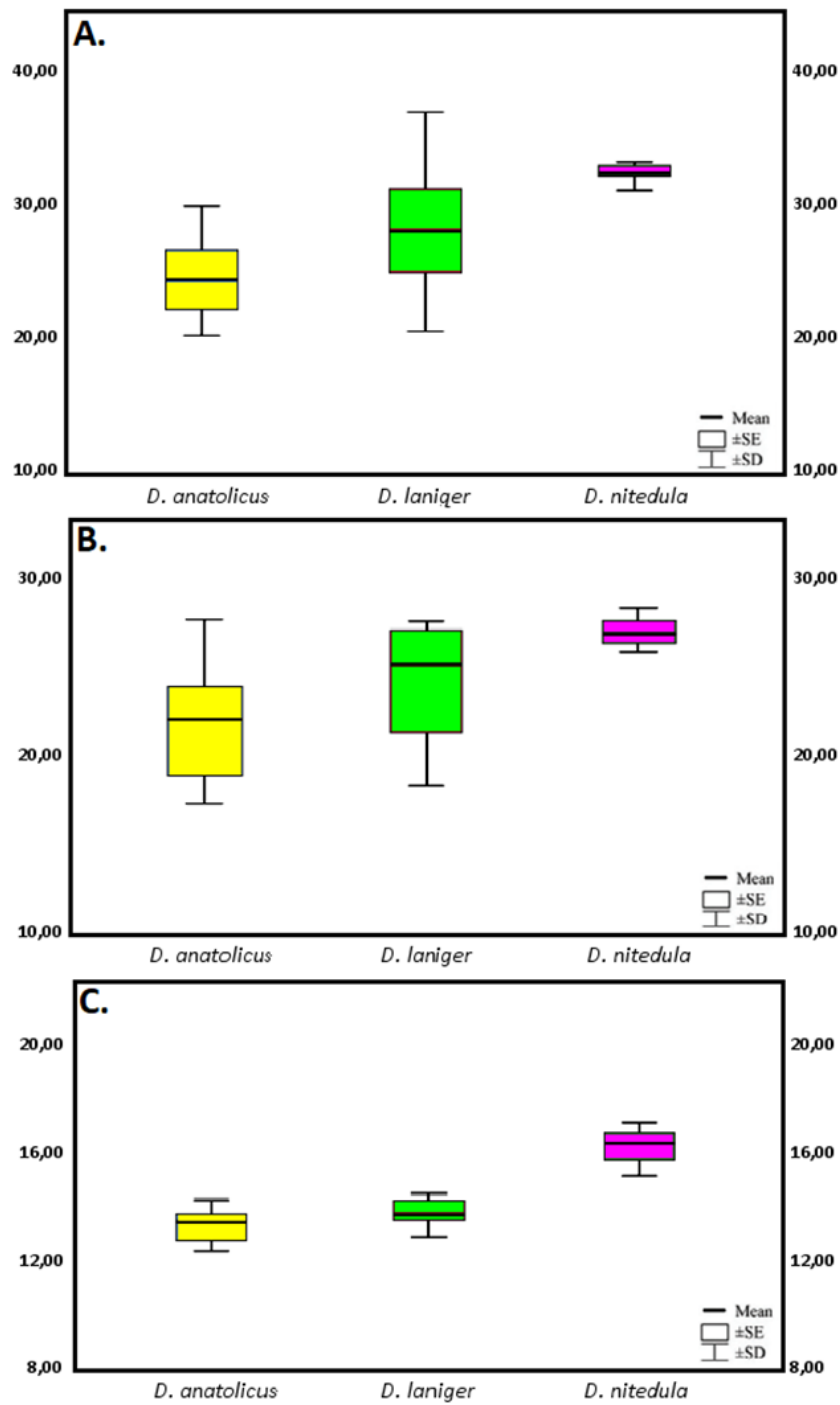 A.
40,00 40,00
30,00 30,00
20,00 20,00
Mean
±SE
±SD
10,00 10,00
D. anatolicus D. laniger D. nitedula
B.
30,00 30,00
20,00 20,00
Mean
±SE
±SD
10,00 10,00
D. anatolicus D. laniger D. nitedula
C.
20,00 20,00
16,00 16,00
12,00 12,00
Mean
±SE
±SD
8,00 8,00
D. anatolicus D. laniger D. nitedula